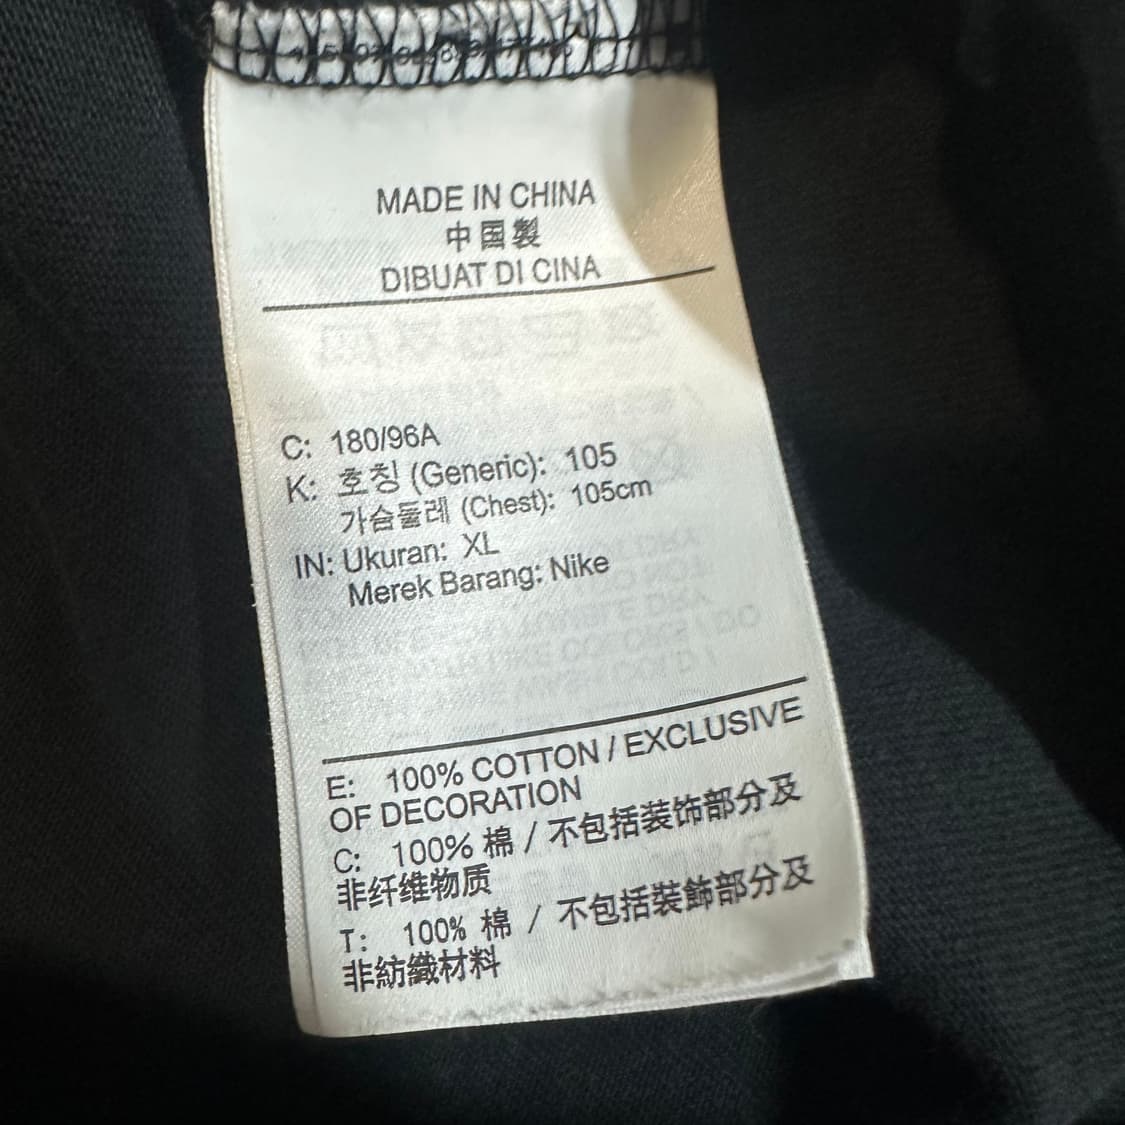 MADE IN CHINA
中国製
DIBUAT DI CINA
C: 180/96A
K: 호칭 (Generic): 105
가슴둘레 (Chest): 105cm
IN: Ukuran: XL
Merek Barang: Nike
E: 100% COTTON / EXCLUSIVE
OF DECORATION
C: 100% 棉 / 不包括装饰部分及
非纤维物质
T: 100% 棉 / 不包括裝飾部分及
非紡織材料